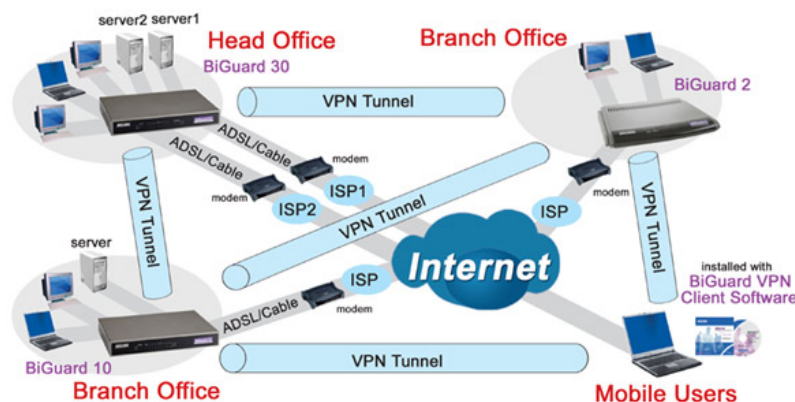 server2 server1
Head Office
BiGuard 30
Branch Office
BiGuard 2
VPN Tunnel
ADSL/Cable
modem
ISP1
ADSL/Cable
modem
ISP2
VPN Tunnel
VPN Tunnel
modem
ISP
VPN Tunnel
Internet
installed with
BiGuard VPN
Client Software
server
BiGuard 10
Branch Office
ADSL/Cable
modem
ISP
VPN Tunnel
Mobile Users